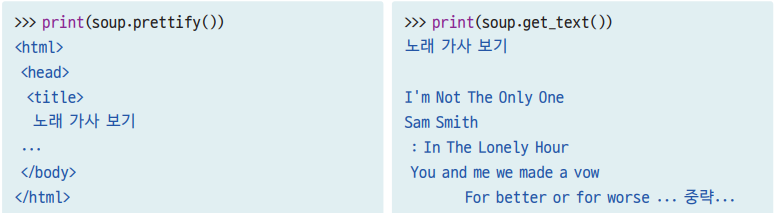 >>> print(soup.prettify())
<html>
<head>
<title>
노래 가사 보기
...
</body>
</html>
>>> print(soup.get_text())
노래 가사 보기
I'm Not The Only One
Sam Smith
: In The Lonely Hour
You and me we made a vow
For better or for worse ... 중략...